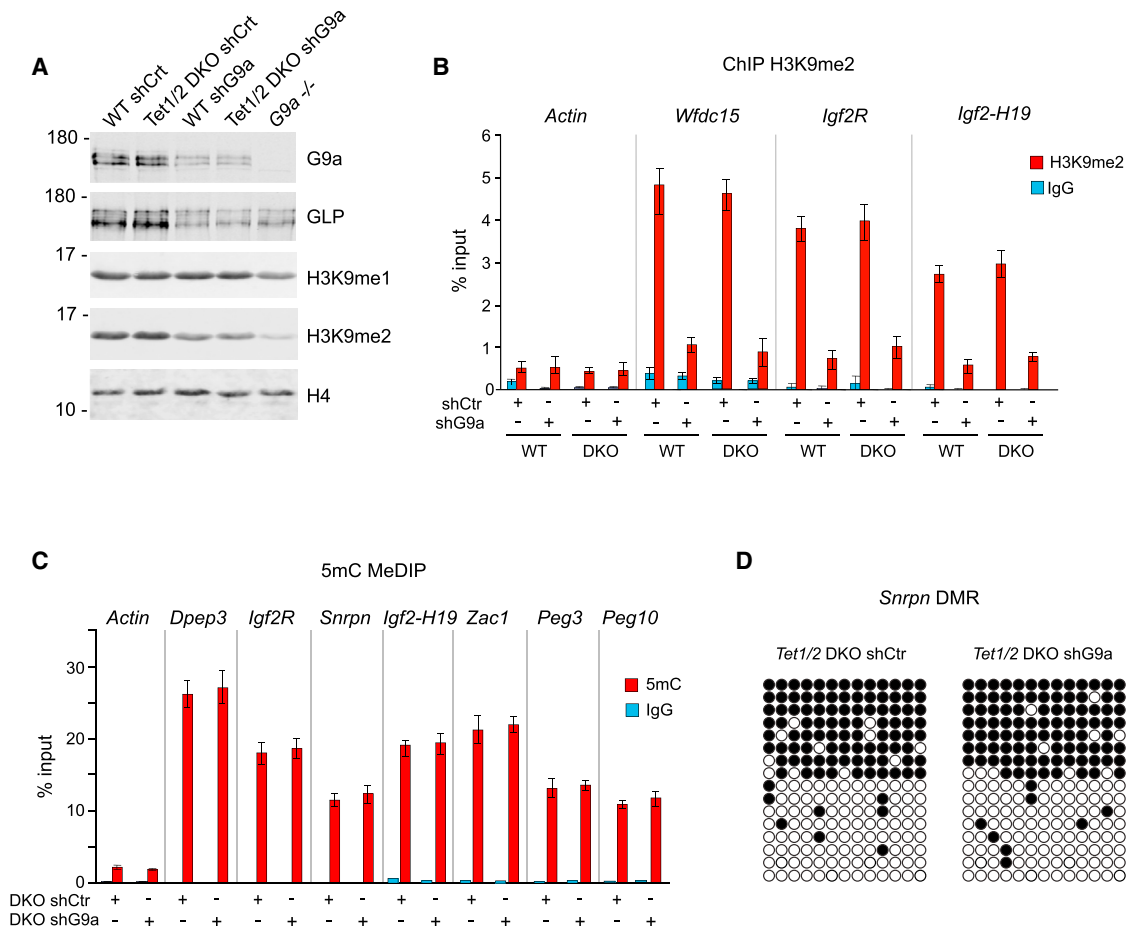 A
WT shCrt
Tet1/2 DKO shCrt
WT shG9a
Tet1/2 DKO shG9a
G9a -/-
180 -
G9a
180 -
GLP
17 -
H3K9me1
17 -
H3K9me2
H4
10 -
B
ChIP H3K9me2
Actin Wfdc15 Igf2R Igf2-H19
6
5
4
3
2
1
0
% input
H3K9me2
IgG
shCtr + - + - + - + - + - + - + - + -
shG9a - + - + - + - + - + - + - + - +
WT DKO WT DKO WT DKO WT DKO
C
5mC MeDIP
Actin Dpep3 Igf2R Snrpn Igf2-H19 Zac1 Peg3 Peg10
30
20
10
0
% input
5mC
IgG
DKO shCtr + - + - + - + - + - + - + - + -
DKO shG9a - + - + - + - + - + - + - + - +
D
Snrpn DMR
Tet1/2 DKO shCtr
Tet1/2 DKO shG9a